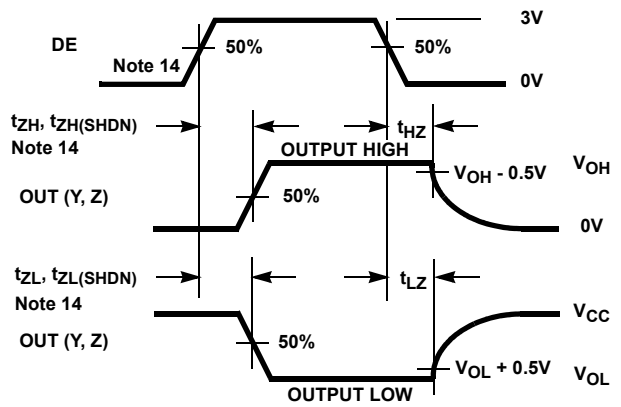 3V
DE
50%
50%
Note 14
0V
tZH, tZH(SHDN)
Note 14
tHZ
OUTPUT HIGH
VOH - 0.5V
VOH
OUT (Y, Z)
50%
0V
tZL, tZL(SHDN)
Note 14
tLZ
VCC
OUT (Y, Z)
50%
VOL + 0.5V
VOL
OUTPUT LOW